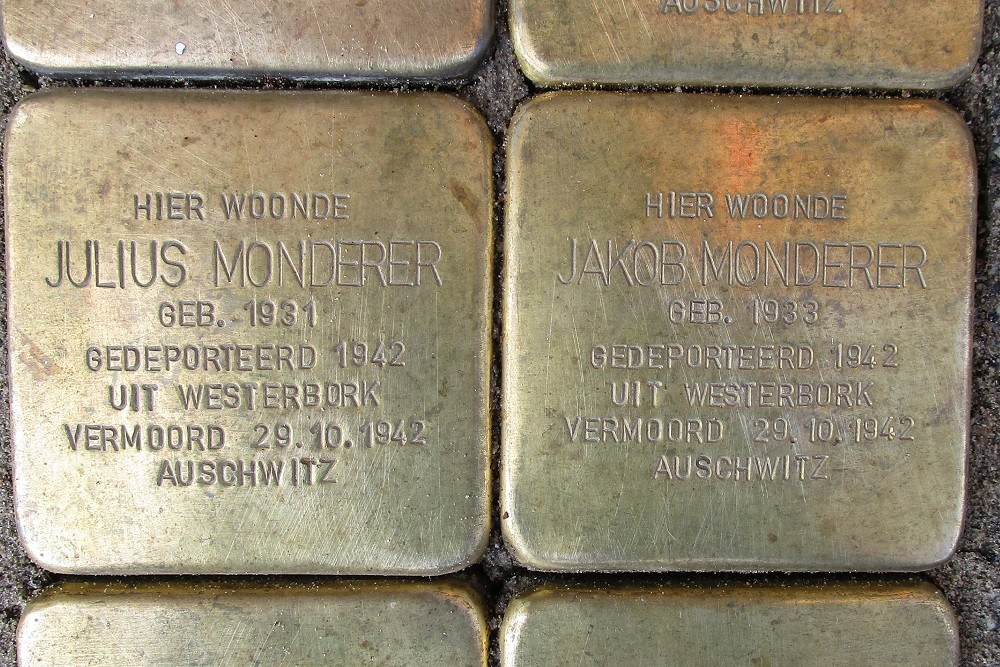 AUSCHWITZ
HIER WOONDE
JULIUS MONDERER
GEB. 1931
GEDEPORTEERD 1942
UIT WESTERBORK
VERMOORD 29.10.1942
AUSCHWITZ
HIER WOONDE
JAKOB MONDERER
GEB. 1933
GEDEPORTEERD 1942
UIT WESTERBORK
VERMOORD 29.10.1942
AUSCHWITZ